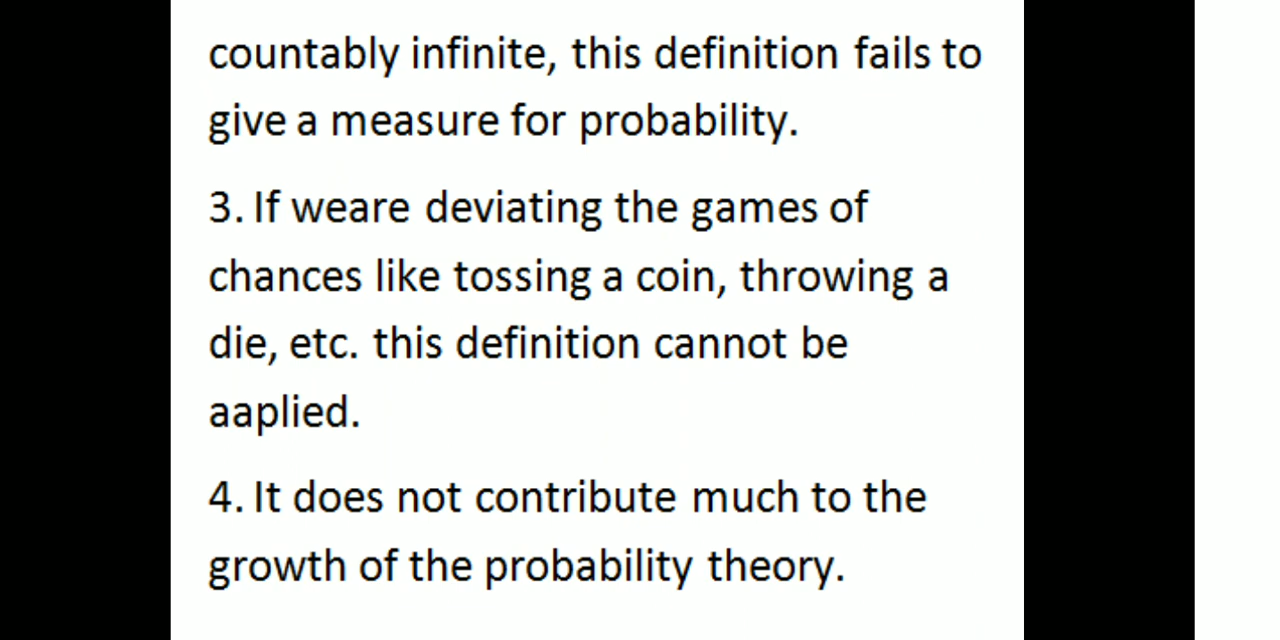 countably infinite, this definition fails to
give a measure for probability.
3. If weare deviating the games of
chances like tossing a coin, throwing a
die, etc. this definition cannot be
aaplied.
4. It does not contribute much to the
growth of the probability theory.